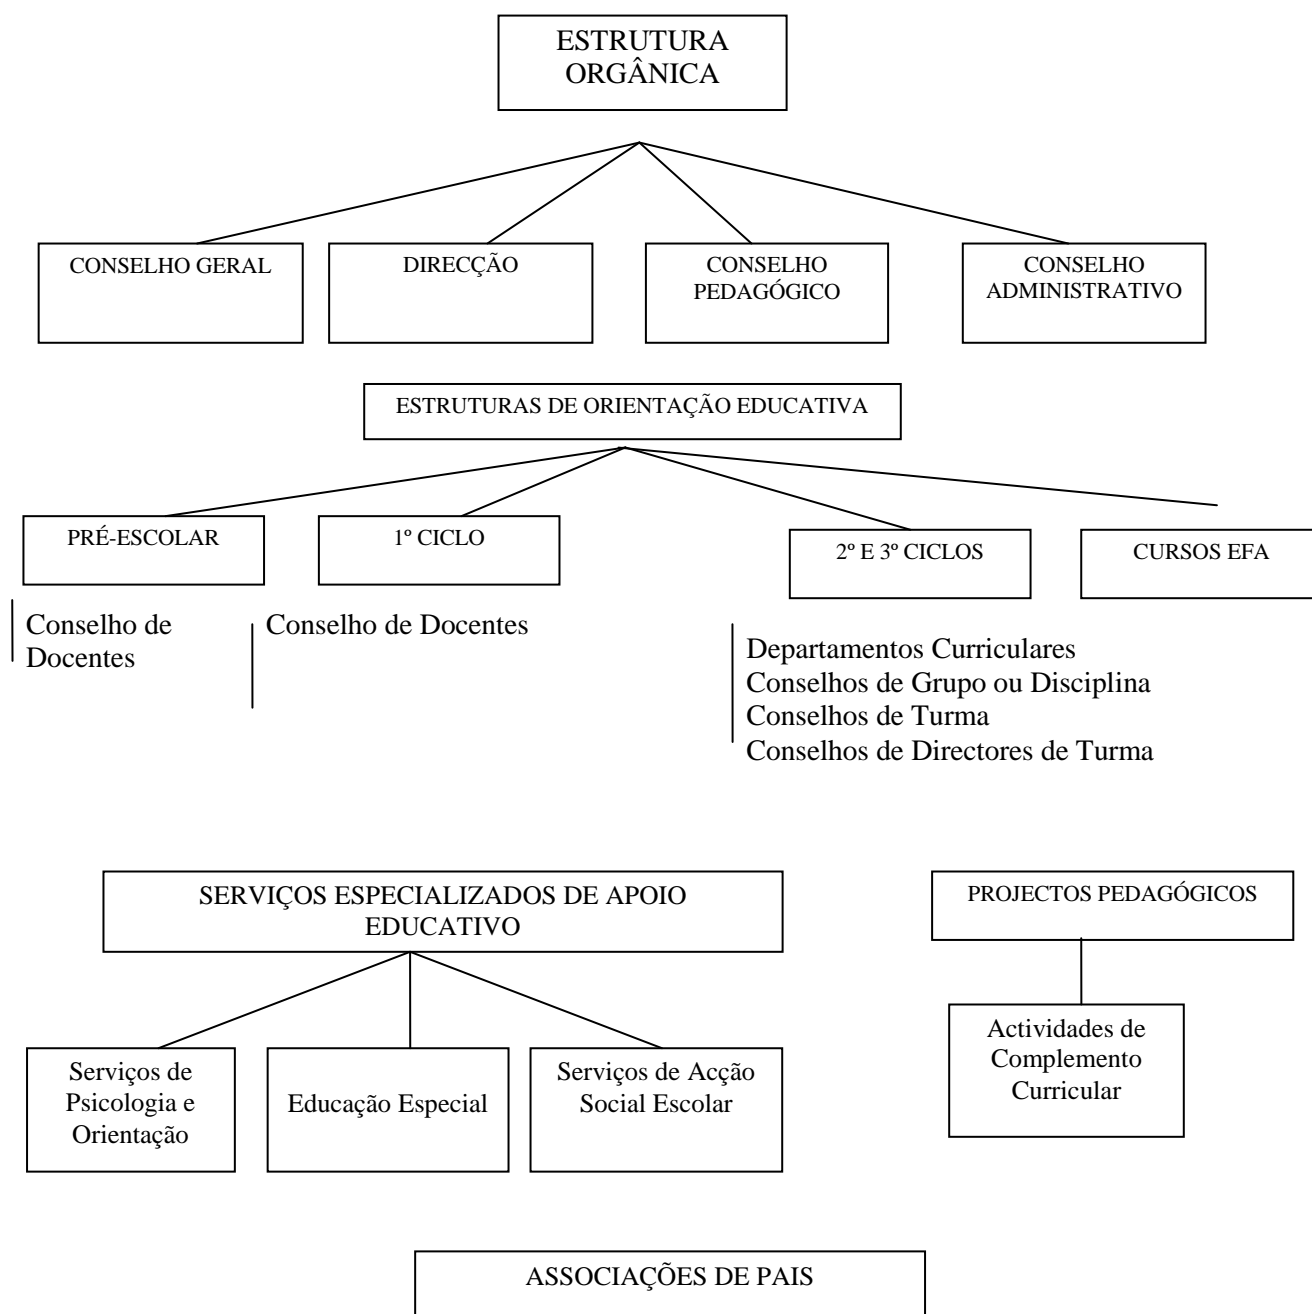 ESTRUTURA
ORGÂNICA
CONSELHO GERAL
DIRECÇÃO
CONSELHO
PEDAGÓGICO
CONSELHO
ADMINISTRATIVO
ESTRUTURAS DE ORIENTAÇÃO EDUCATIVA
PRÉ-ESCOLAR
1º CICLO
2º E 3º CICLOS
CURSOS EFA
Conselho de
Docentes
Conselho de Docentes
Departamentos Curriculares
Conselhos de Grupo ou Disciplina
Conselhos de Turma
Conselhos de Directores de Turma
SERVIÇOS ESPECIALIZADOS DE APOIO
EDUCATIVO
PROJECTOS PEDAGÓGICOS
Serviços de
Psicologia e
Orientação
Educação Especial
Serviços de Acção
Social Escolar
Actividades de
Complemento
Curricular
ASSOCIAÇÕES DE PAIS